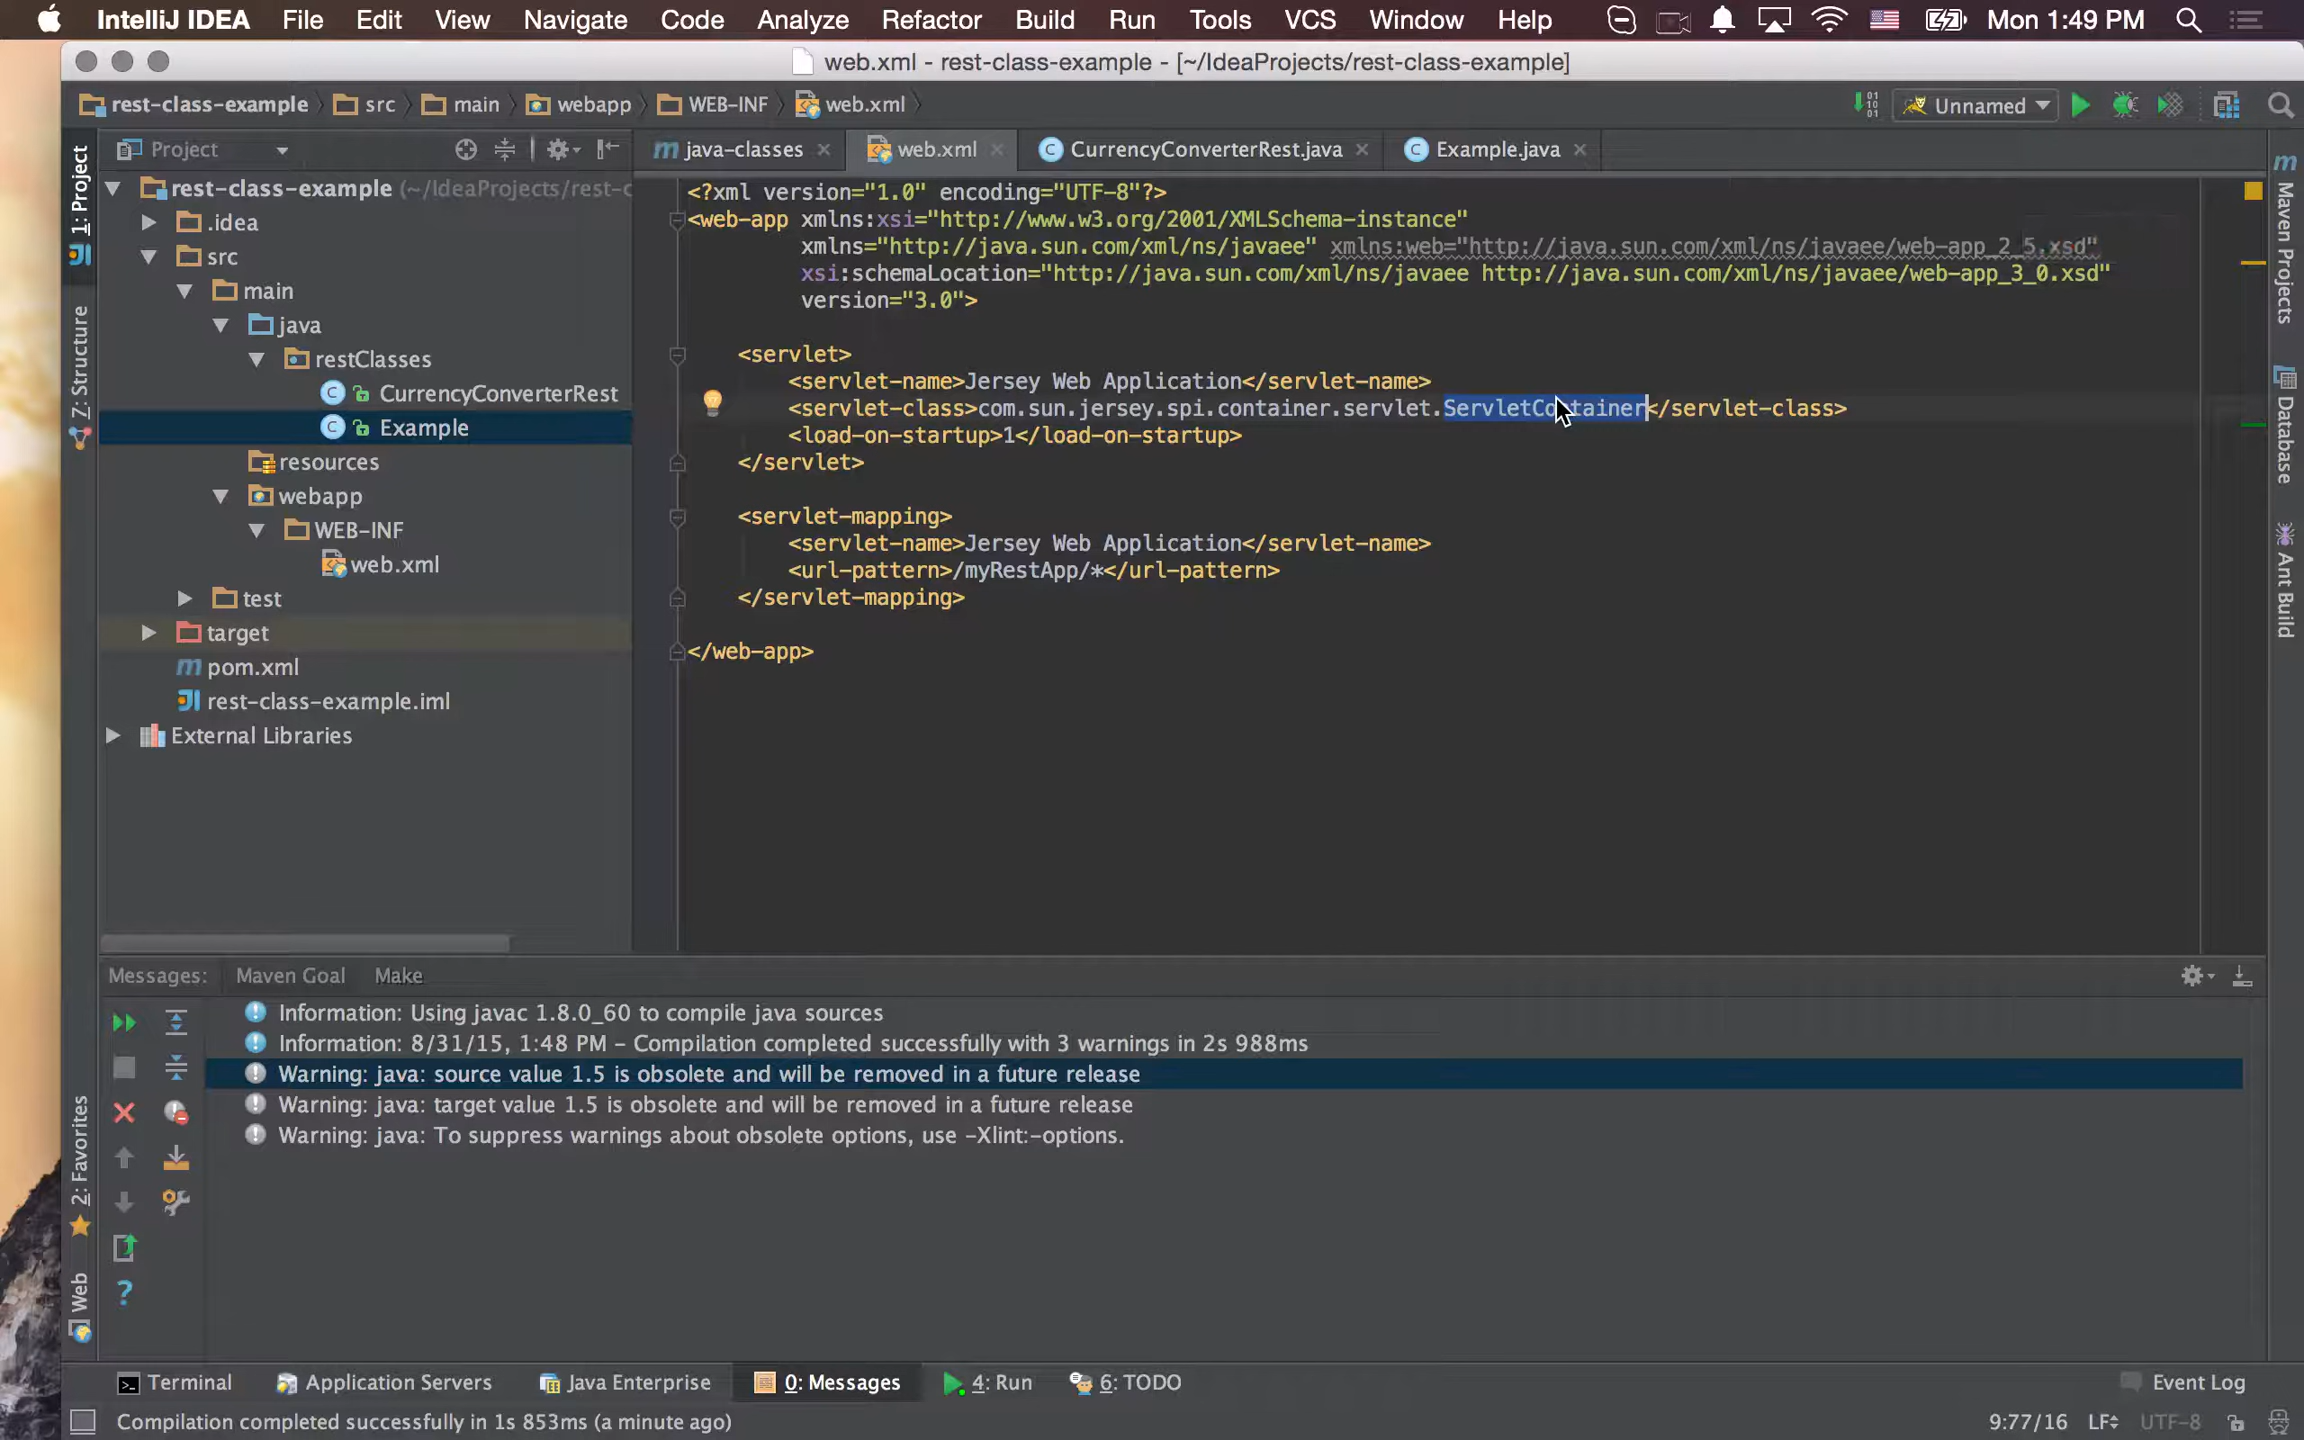 IntelliJ IDEA File Edit View Navigate Code Analyze Refactor Build Run Tools VCS Window Help Mon 1:49 PM
web.xml - rest-class-example - [~/IdeaProjects/rest-class-example]
rest-class-example src main webapp WEB-INF web.xml Unnamed
Project java-classes web.xml CurrencyConverterRest.java Example.java
1: Project
Z: Structure
2: Favorites
Web
rest-class-example (~/IdeaProjects/rest-c
.idea
src
main
java
restClasses
CurrencyConverterRest
Example
resources
webapp
WEB-INF
web.xml
test
target
pom.xml
rest-class-example.iml
External Libraries
<?xml version="1.0" encoding="UTF-8"?>
<web-app xmlns:xsi="http://www.w3.org/2001/XMLSchema-instance"
xmlns="http://java.sun.com/xml/ns/javaee" xmlns:web="http://java.sun.com/xml/ns/javaee/web-app_2_5.xsd"
xsi:schemaLocation="http://java.sun.com/xml/ns/javaee http://java.sun.com/xml/ns/javaee/web-app_3_0.xsd"
version="3.0">
<servlet>
<servlet-name>Jersey Web Application</servlet-name>
<servlet-class>com.sun.jersey.spi.container.servlet.ServletContainer</servlet-class>
<load-on-startup>1</load-on-startup>
</servlet>
<servlet-mapping>
<servlet-name>Jersey Web Application</servlet-name>
<url-pattern>/myRestApp/*</url-pattern>
</servlet-mapping>
</web-app>
Maven Projects
Database
Ant Build
Messages: Maven Goal Make
Information: Using javac 1.8.0_60 to compile java sources
Information: 8/31/15, 1:48 PM - Compilation completed successfully with 3 warnings in 2s 988ms
Warning: java: source value 1.5 is obsolete and will be removed in a future release
Warning: java: target value 1.5 is obsolete and will be removed in a future release
Warning: java: To suppress warnings about obsolete options, use -Xlint:-options.
Terminal Application Servers Java Enterprise 0: Messages 4: Run 6: TODO Event Log
Compilation completed successfully in 1s 853ms (a minute ago) 9:77/16 LF UTF-8